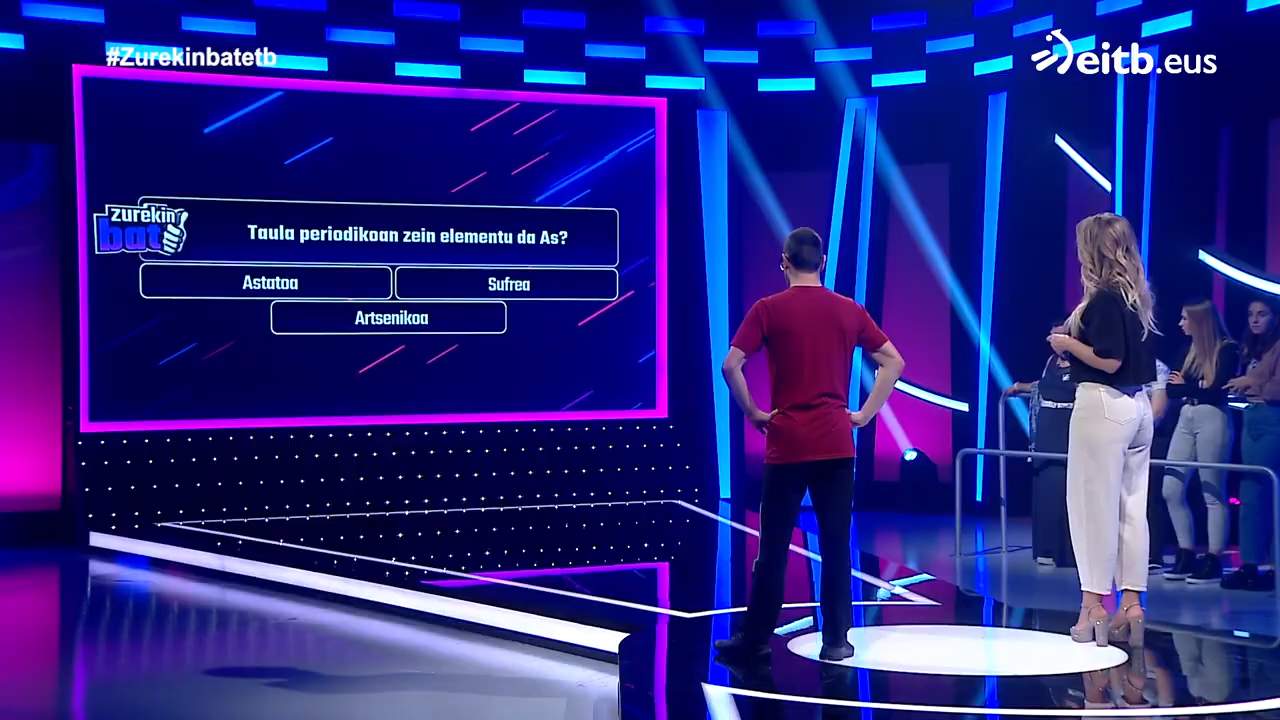 #Zurekinbatetb
eitb.eus
zurekin
bat
Taula periodikoan zein elementu da As?
Astatoa
Sufrea
Artsenikoa